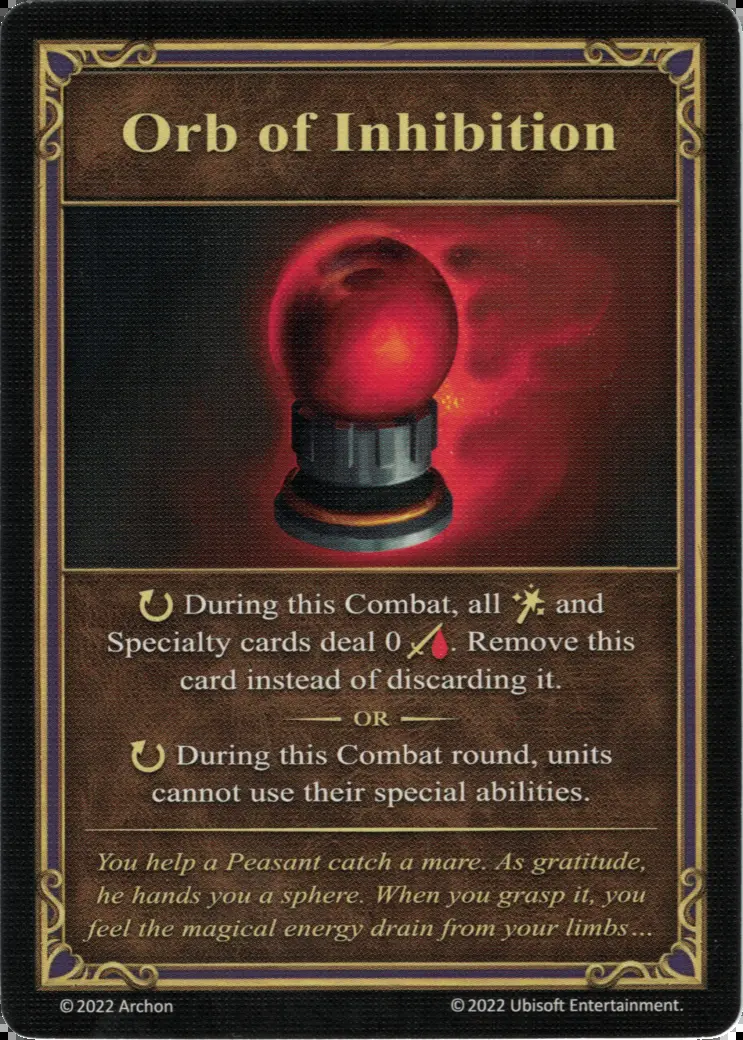 Orb of Inhibition
During this Combat, all and
Specialty cards deal 0 . Remove this
card instead of discarding it.
OR
During this Combat round, units
cannot use their special abilities.
You help a Peasant catch a mare. As gratitude,
he hands you a sphere. When you grasp it, you
feel the magical energy drain from your limbs...
© 2022 Archon
© 2022 Ubisoft Entertainment.